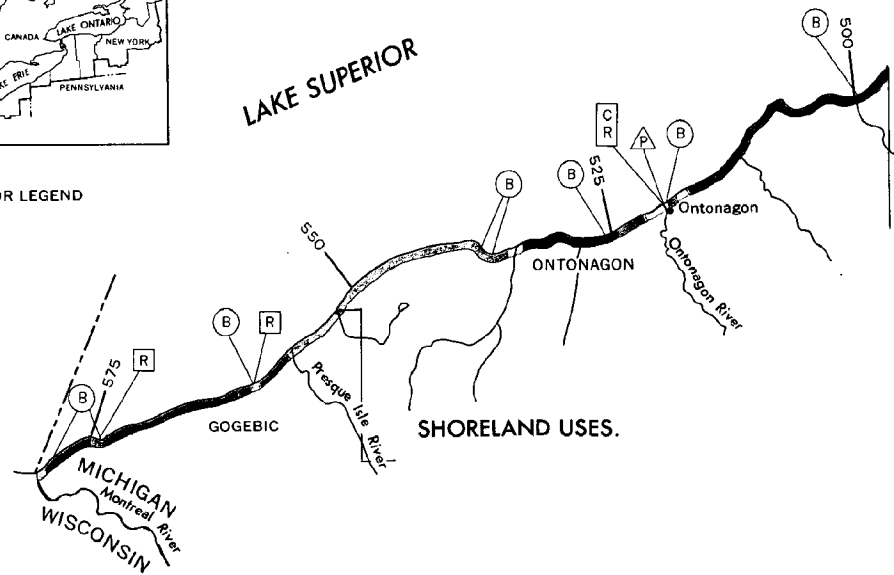 CANADA
LAKE ONTARIO
NEW YORK
KE ERIE
PENNSYLVANIA
LAKE SUPERIOR
OR LEGEND
B
500
C
R
P
B
B
525
B
Ontonagon
550
ONTONAGON
Ontonagon River
B
R
575
R
B
GOGEBIC
Presque Isle River
SHORELAND USES.
MICHIGAN
Montreal River
WISCONSIN